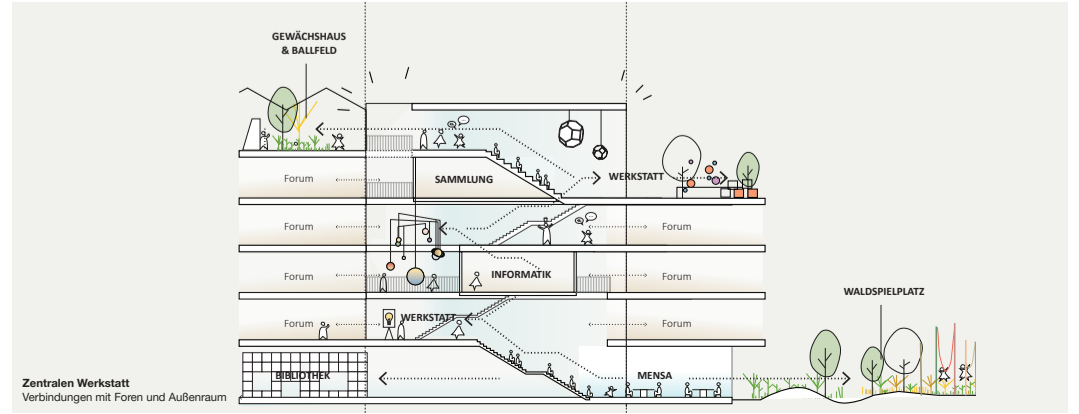 GEWÄCHSHAUS
& BALLFELD
Forum
SAMMLUNG
WERKSTATT
Forum
Forum
Forum
INFORMATIK
Forum
WALDSPIELPLATZ
Forum
WERKSTATT
Forum
BIBLIOTHEK
MENSA
Zentralen Werkstatt
Verbindungen mit Foren und Außenraum